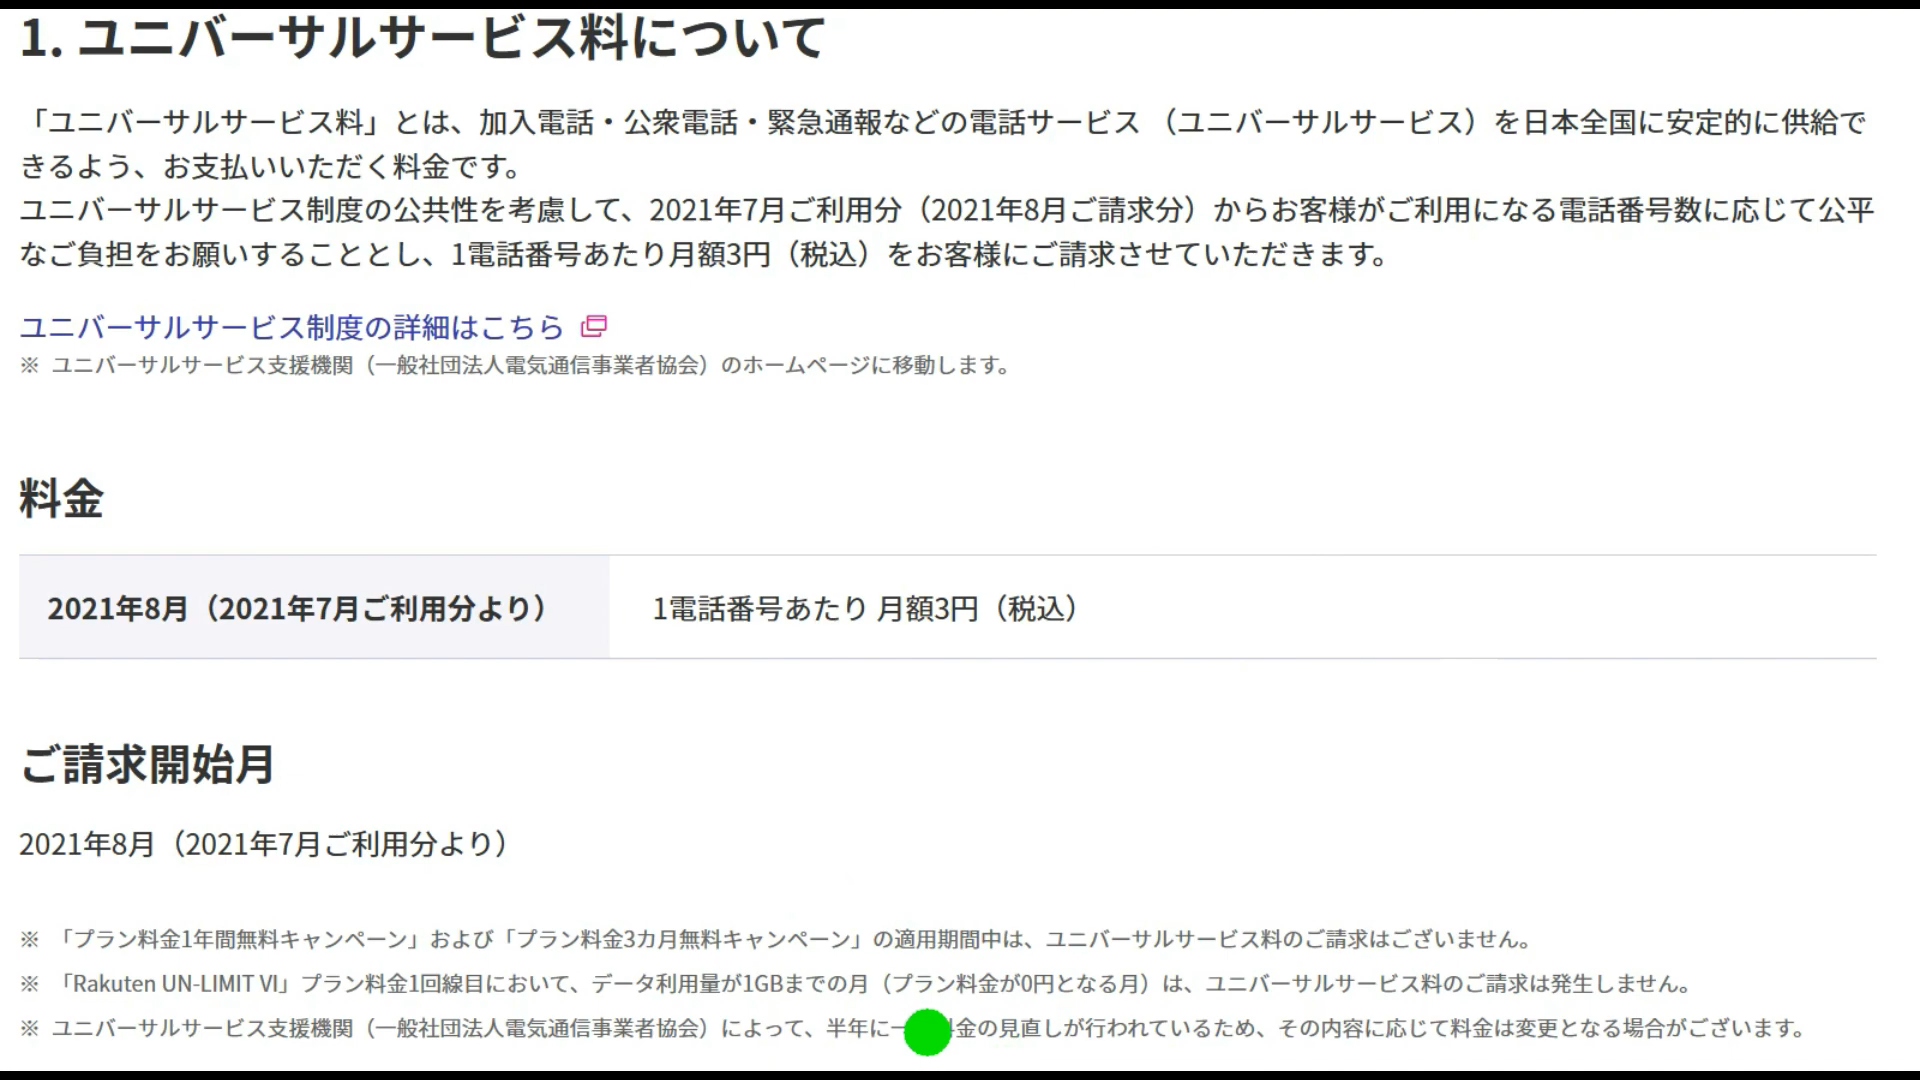 1. ユニバーサルサービス料について
「ユニバーサルサービス料」とは、加入電話・公衆電話・緊急通報などの電話サービス （ユニバーサルサービス）を日本全国に安定的に供給で
きるよう、お支払いいただく料金です。
ユニバーサルサービス制度の公共性を考慮して、2021年7月ご利用分（2021年8月ご請求分）からお客様がご利用になる電話番号数に応じて公平
なご負担をお願いすることとし、1電話番号あたり月額3円（税込）をお客様にご請求させていただきます。
ユニバーサルサービス制度の詳細はこちら
※ ユニバーサルサービス支援機関（一般社団法人電気通信事業者協会）のホームページに移動します。
料金
2021年8月（2021年7月ご利用分より） 1電話番号あたり 月額3円（税込）
ご請求開始月
2021年8月（2021年7月ご利用分より）
※ 「プラン料金1年間無料キャンペーン」および「プラン料金3カ月無料キャンペーン」の適用期間中は、ユニバーサルサービス料のご請求はございません。
※ 「Rakuten UN-LIMIT VI」プラン料金1回線目において、データ利用量が1GBまでの月（プラン料金が0円となる月）は、ユニバーサルサービス料のご請求は発生しません。
※ ユニバーサルサービス支援機関（一般社団法人電気通信事業者協会）によって、半年に一 金の見直しが行われているため、その内容に応じて料金は変更となる場合がございます。